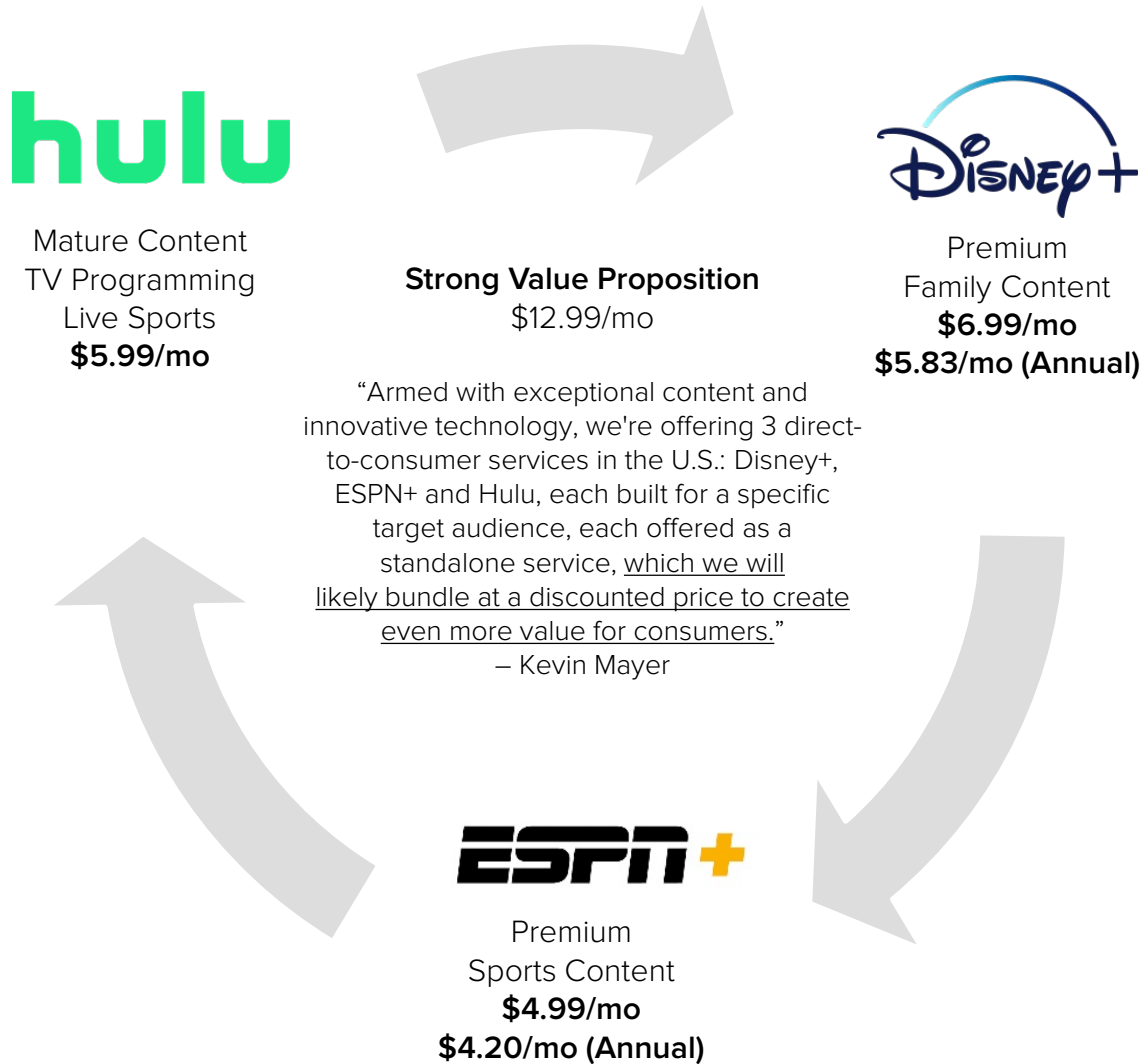 hulu
Mature Content
TV Programming
Live Sports
$5.99/mo
Disney+
Premium
Family Content
$6.99/mo
$5.83/mo (Annual)
Strong Value Proposition
$12.99/mo
“Armed with exceptional content and
innovative technology, we're offering 3 direct-
to-consumer services in the U.S.: Disney+,
ESPN+ and Hulu, each built for a specific
target audience, each offered as a
standalone service, which we will
likely bundle at a discounted price to create
even more value for consumers.”
– Kevin Mayer
ESPN+
Premium
Sports Content
$4.99/mo
$4.20/mo (Annual)